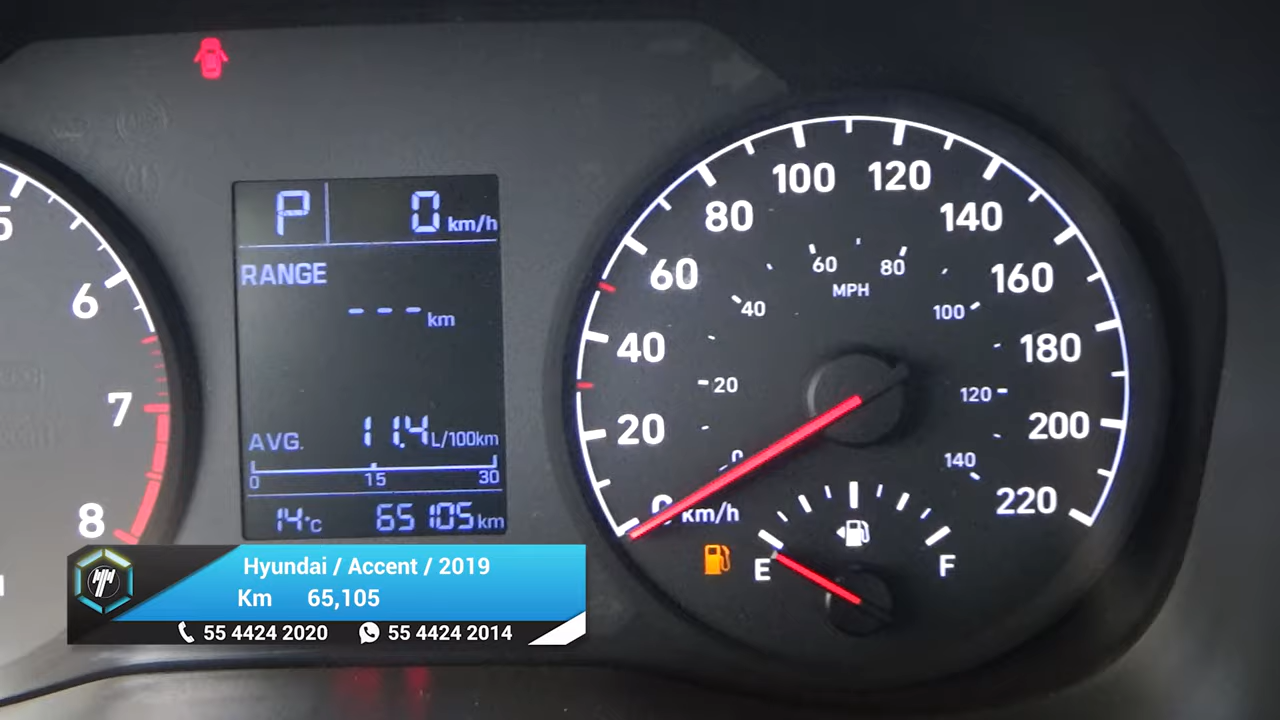 5
6
7
8
P 0 km/h
RANGE
--- km
AVG. 11.4 L/100km
0 15 30
14°C 65105 km
0 20 40 60 80 100 120 140 160 180 200 220
km/h
0 20 40 60 80 100 120 140
MPH
E F
Hyundai / Accent / 2019
Km 65,105
55 4424 2020 55 4424 2014